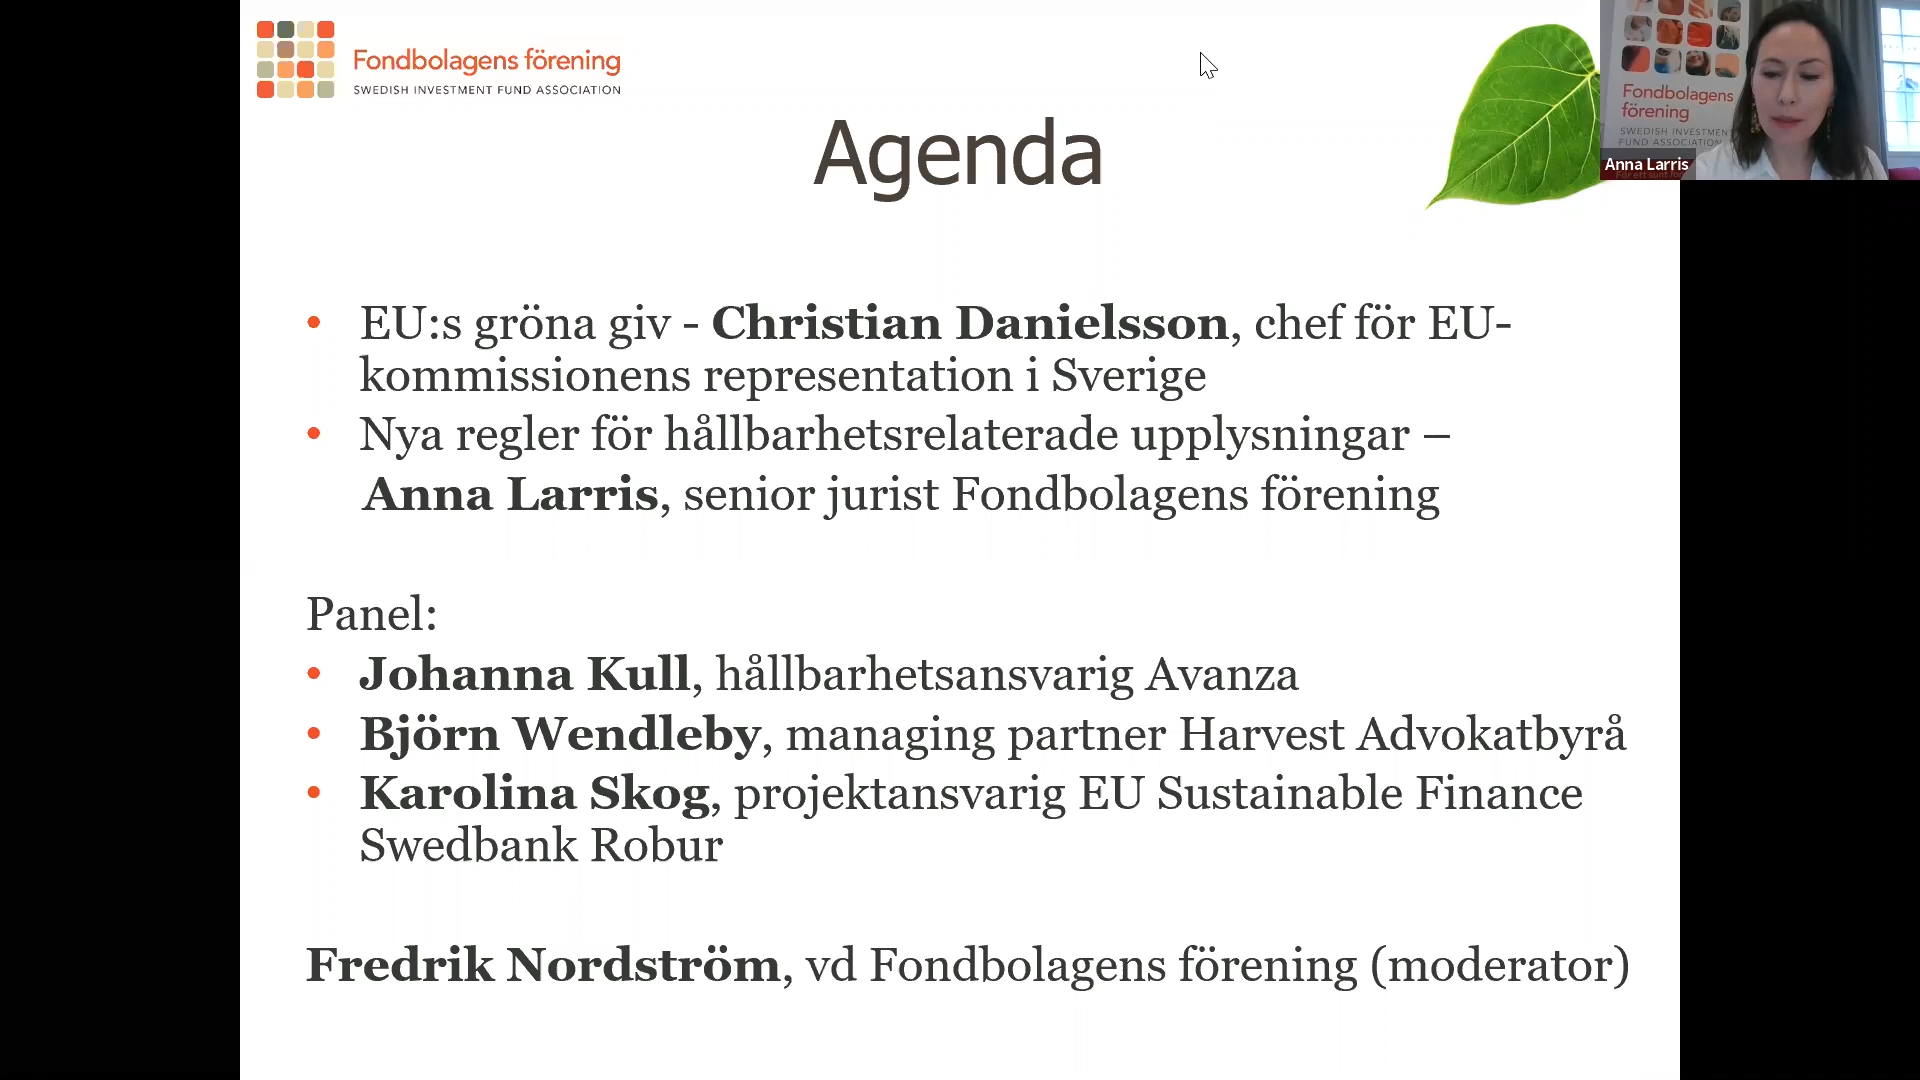 Fondbolagens förening
SWEDISH INVESTMENT FUND ASSOCIATION
Agenda
• EU:s gröna giv - Christian Danielsson, chef för EU-
kommissionens representation i Sverige
• Nya regler för hållbarhetsrelaterade upplysningar –
Anna Larris, senior jurist Fondbolagens förening
Panel:
• Johanna Kull, hållbarhetsansvarig Avanza
• Björn Wendleby, managing partner Harvest Advokatbyrå
• Karolina Skog, projektansvarig EU Sustainable Finance
Swedbank Robur
Fredrik Nordström, vd Fondbolagens förening (moderator)
Fondbolagens
förening
SWEDISH INVESTMENT
FUND ASSOCIATION
Anna Larris